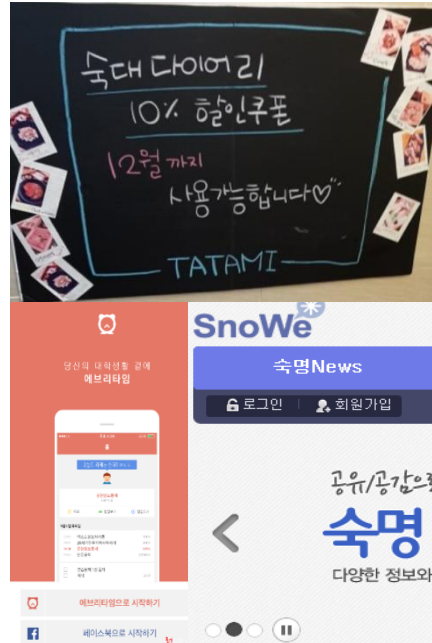 숙대 다이어리
10% 할인쿠폰
12월 까지
사용가능합니다♡
TATAMI
당신의 대학생활 곁에
에브리타임
에브리타임으로 시작하기
페이스북으로 시작하기
SnoWe
숙명News
로그인 | 회원가입
공유/공감으로
숙명
다양한 정보와